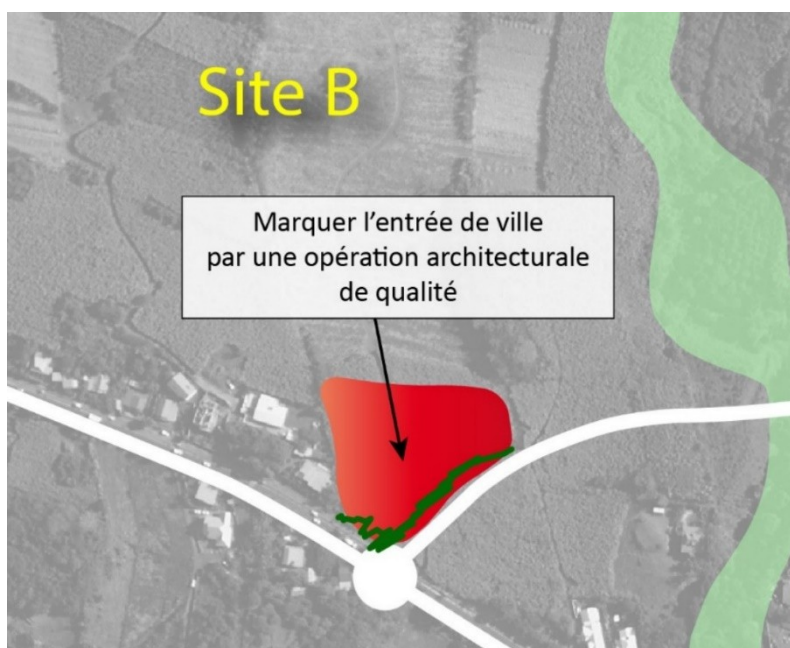 Site B
Marquer l’entrée de ville
par une opération architecturale
de qualité